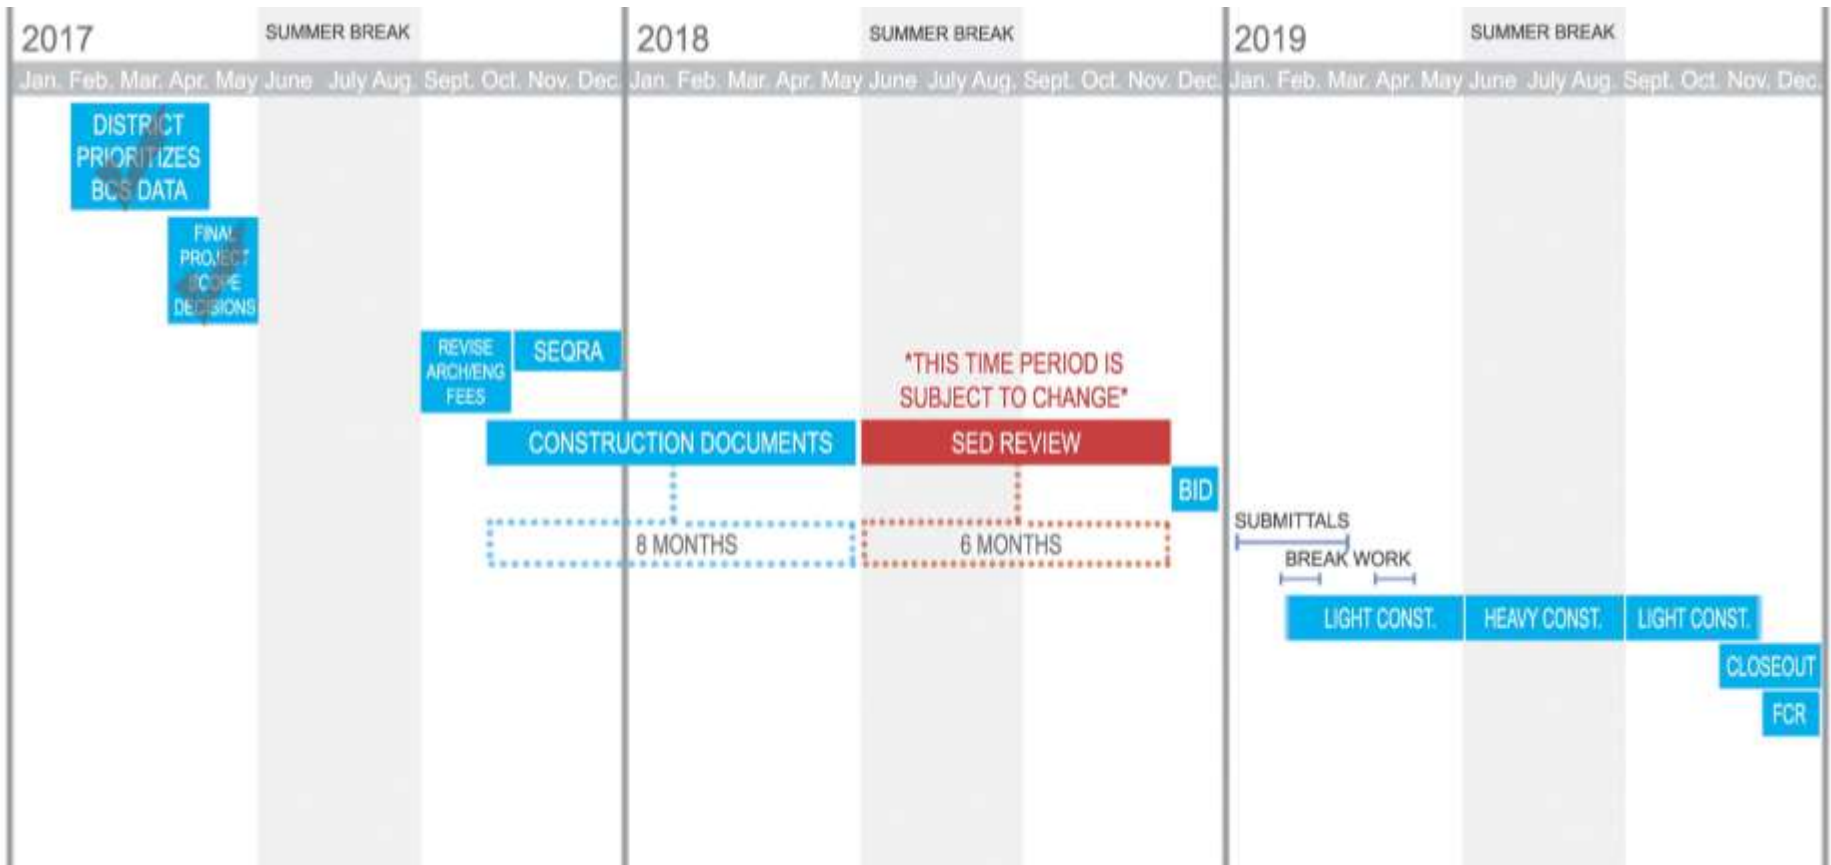 2017
SUMMER BREAK
2018
SUMMER BREAK
2019
SUMMER BREAK
Jan. Feb. Mar. Apr. May June July Aug. Sept. Oct. Nov. Dec. Jan. Feb. Mar. Apr. May June July Aug. Sept. Oct. Nov. Dec. Jan. Feb. Mar. Apr. May June July Aug. Sept. Oct. Nov. Dec.
DISTRICT
PRIORITIZES
BCS DATA
FINAL
PROJECT
SCOPE
DECISIONS
REVISE
ARCH/ENG
FEES
SEQRA
*THIS TIME PERIOD IS
SUBJECT TO CHANGE*
CONSTRUCTION DOCUMENTS
SED REVIEW
BID
8 MONTHS
6 MONTHS
SUBMITTALS
BREAK WORK
LIGHT CONST.
HEAVY CONST.
LIGHT CONST.
CLOSEOUT
FCR